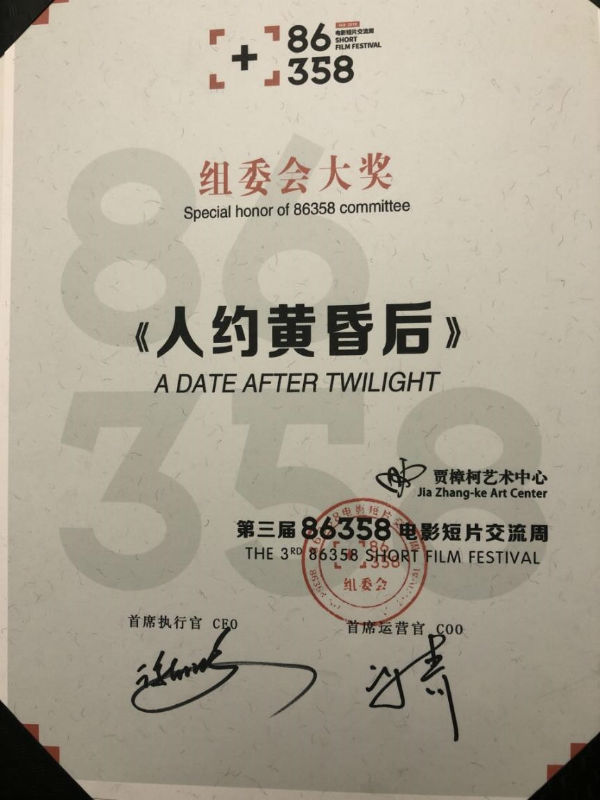 86
358
电影短片交流周
SHORT
FILM FESTIVAL
组委会大奖
Special honor of 86358 committee
86
358
《人约黄昏后》
A DATE AFTER TWILIGHT
贾樟柯艺术中心
Jia Zhang-ke Art Center
第三届86358电影短片交流周
THE 3RD 86358 SHORT FILM FESTIVAL
86
358
组委会
首席执行官 CEO
首席运营官 COO